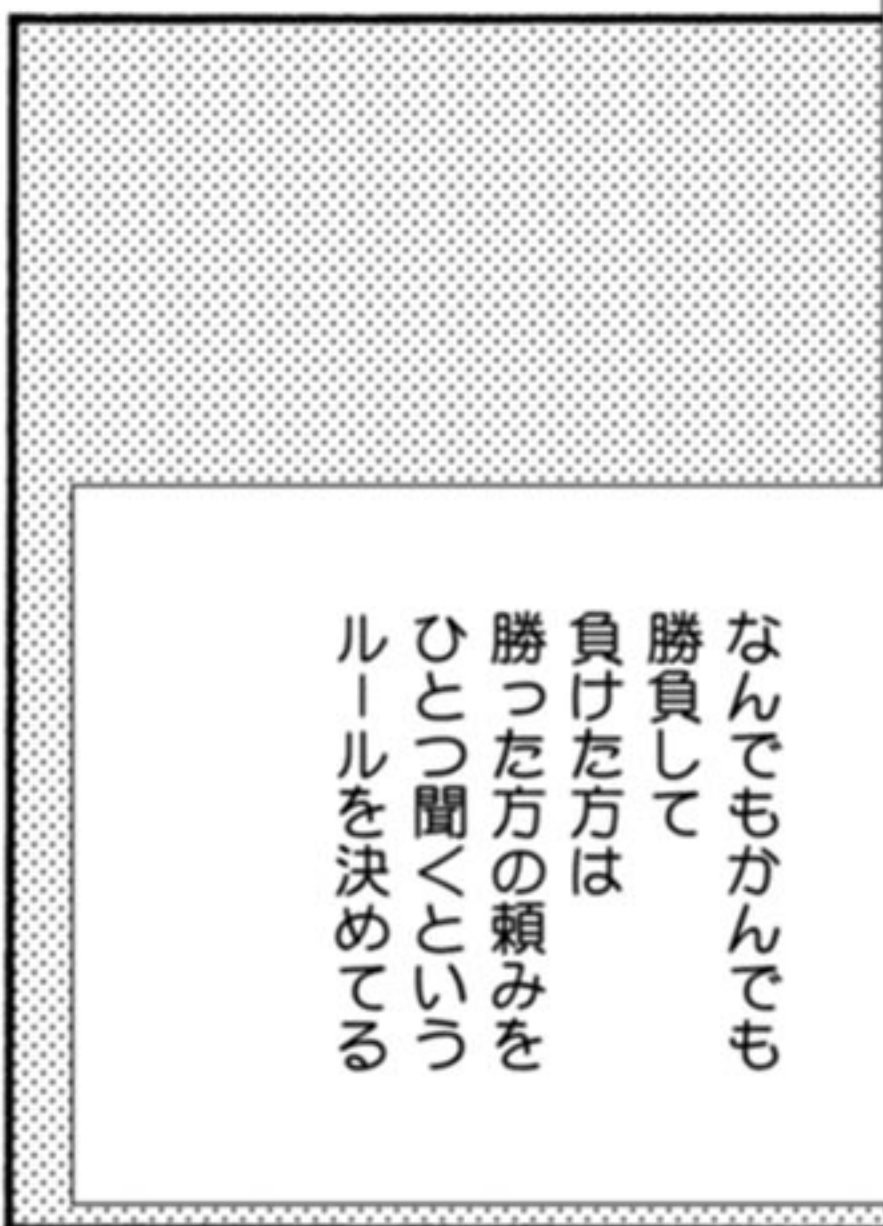 なんでもかんでも
勝負して
負けた方は
勝った方の頼みを
ひとつ聞くという
ルールを決めてる